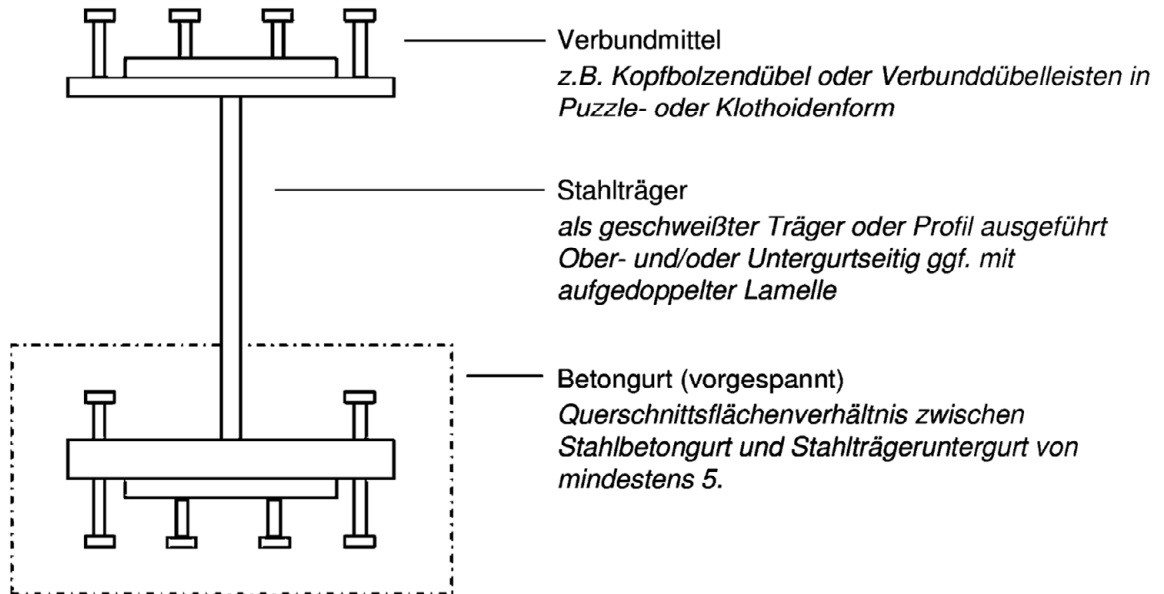 Verbundmittel
z.B. Kopfbolzendübel oder Verbunddübelleisten in
Puzzle- oder Klothoidenform
Stahlträger
als geschweißter Träger oder Profil ausgeführt
Ober- und/oder Untergurtseitig ggf. mit
aufgedoppelter Lamelle
Betongurt (vorgespannt)
Querschnittsflächenverhältnis zwischen
Stahlbetongurt und Stahlträgeruntergurt von
mindestens 5.